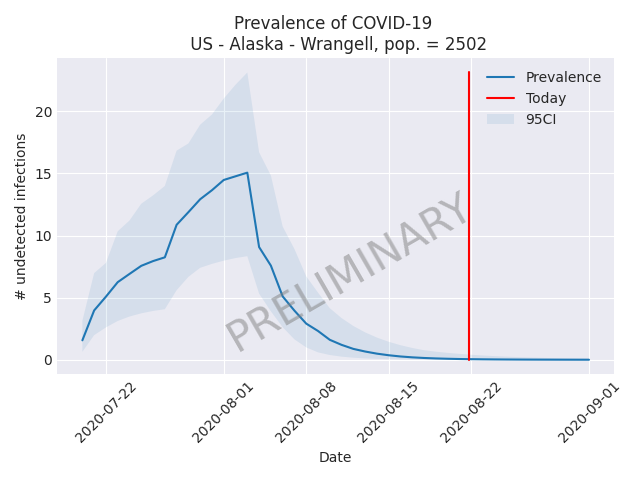 Prevalence of COVID-19
US - Alaska - Wrangell, pop. = 2502
Prevalence
Today
95CI
20
15
10
5
0
# undetected infections
PRELIMINARY
2020-07-22
2020-08-01
2020-08-08
2020-08-15
2020-08-22
2020-09-01
Date